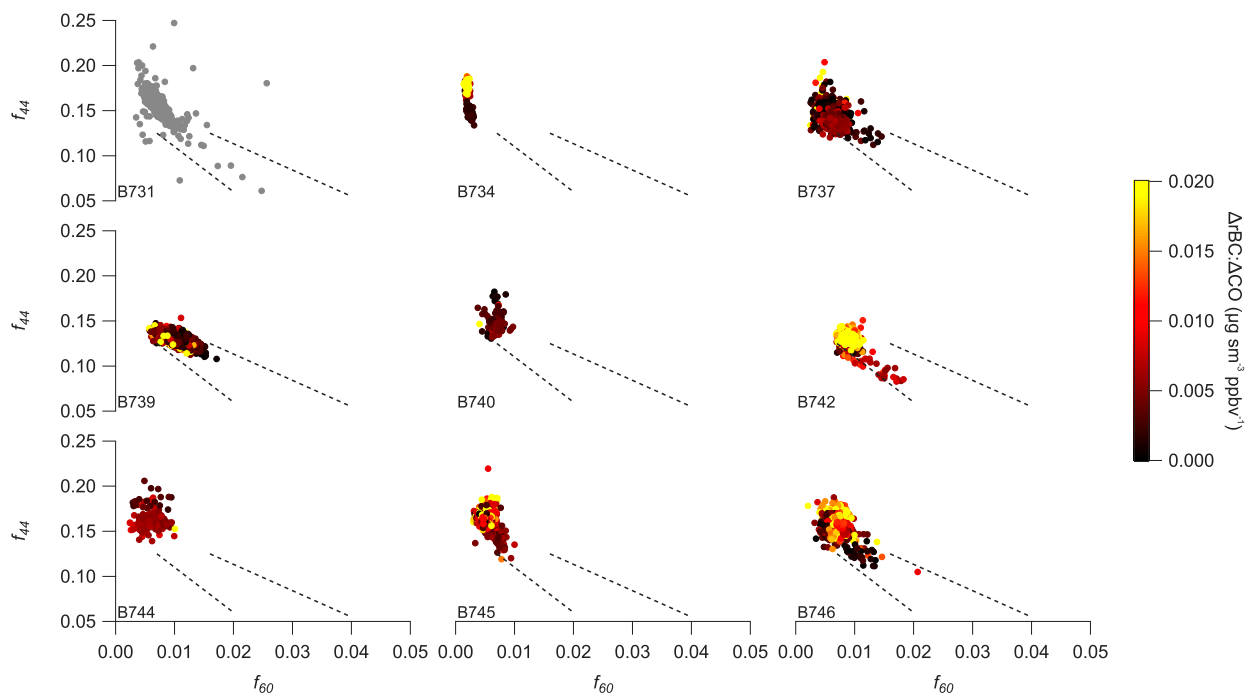 0.25
0.20
0.15
0.10
0.05
f44
B731
B734
B737
0.25
0.20
0.15
0.10
0.05
f44
B739
B740
B742
0.25
0.20
0.15
0.10
0.05
f44
B744
B745
B746
0.00 0.01 0.02 0.03 0.04 0.05
0.00 0.01 0.02 0.03 0.04 0.05
0.00 0.01 0.02 0.03 0.04 0.05
f60
f60
f60
0.020
0.015
0.010
0.005
0.000
ΔrBC:ΔCO (µg sm⁻³ ppbv⁻¹)